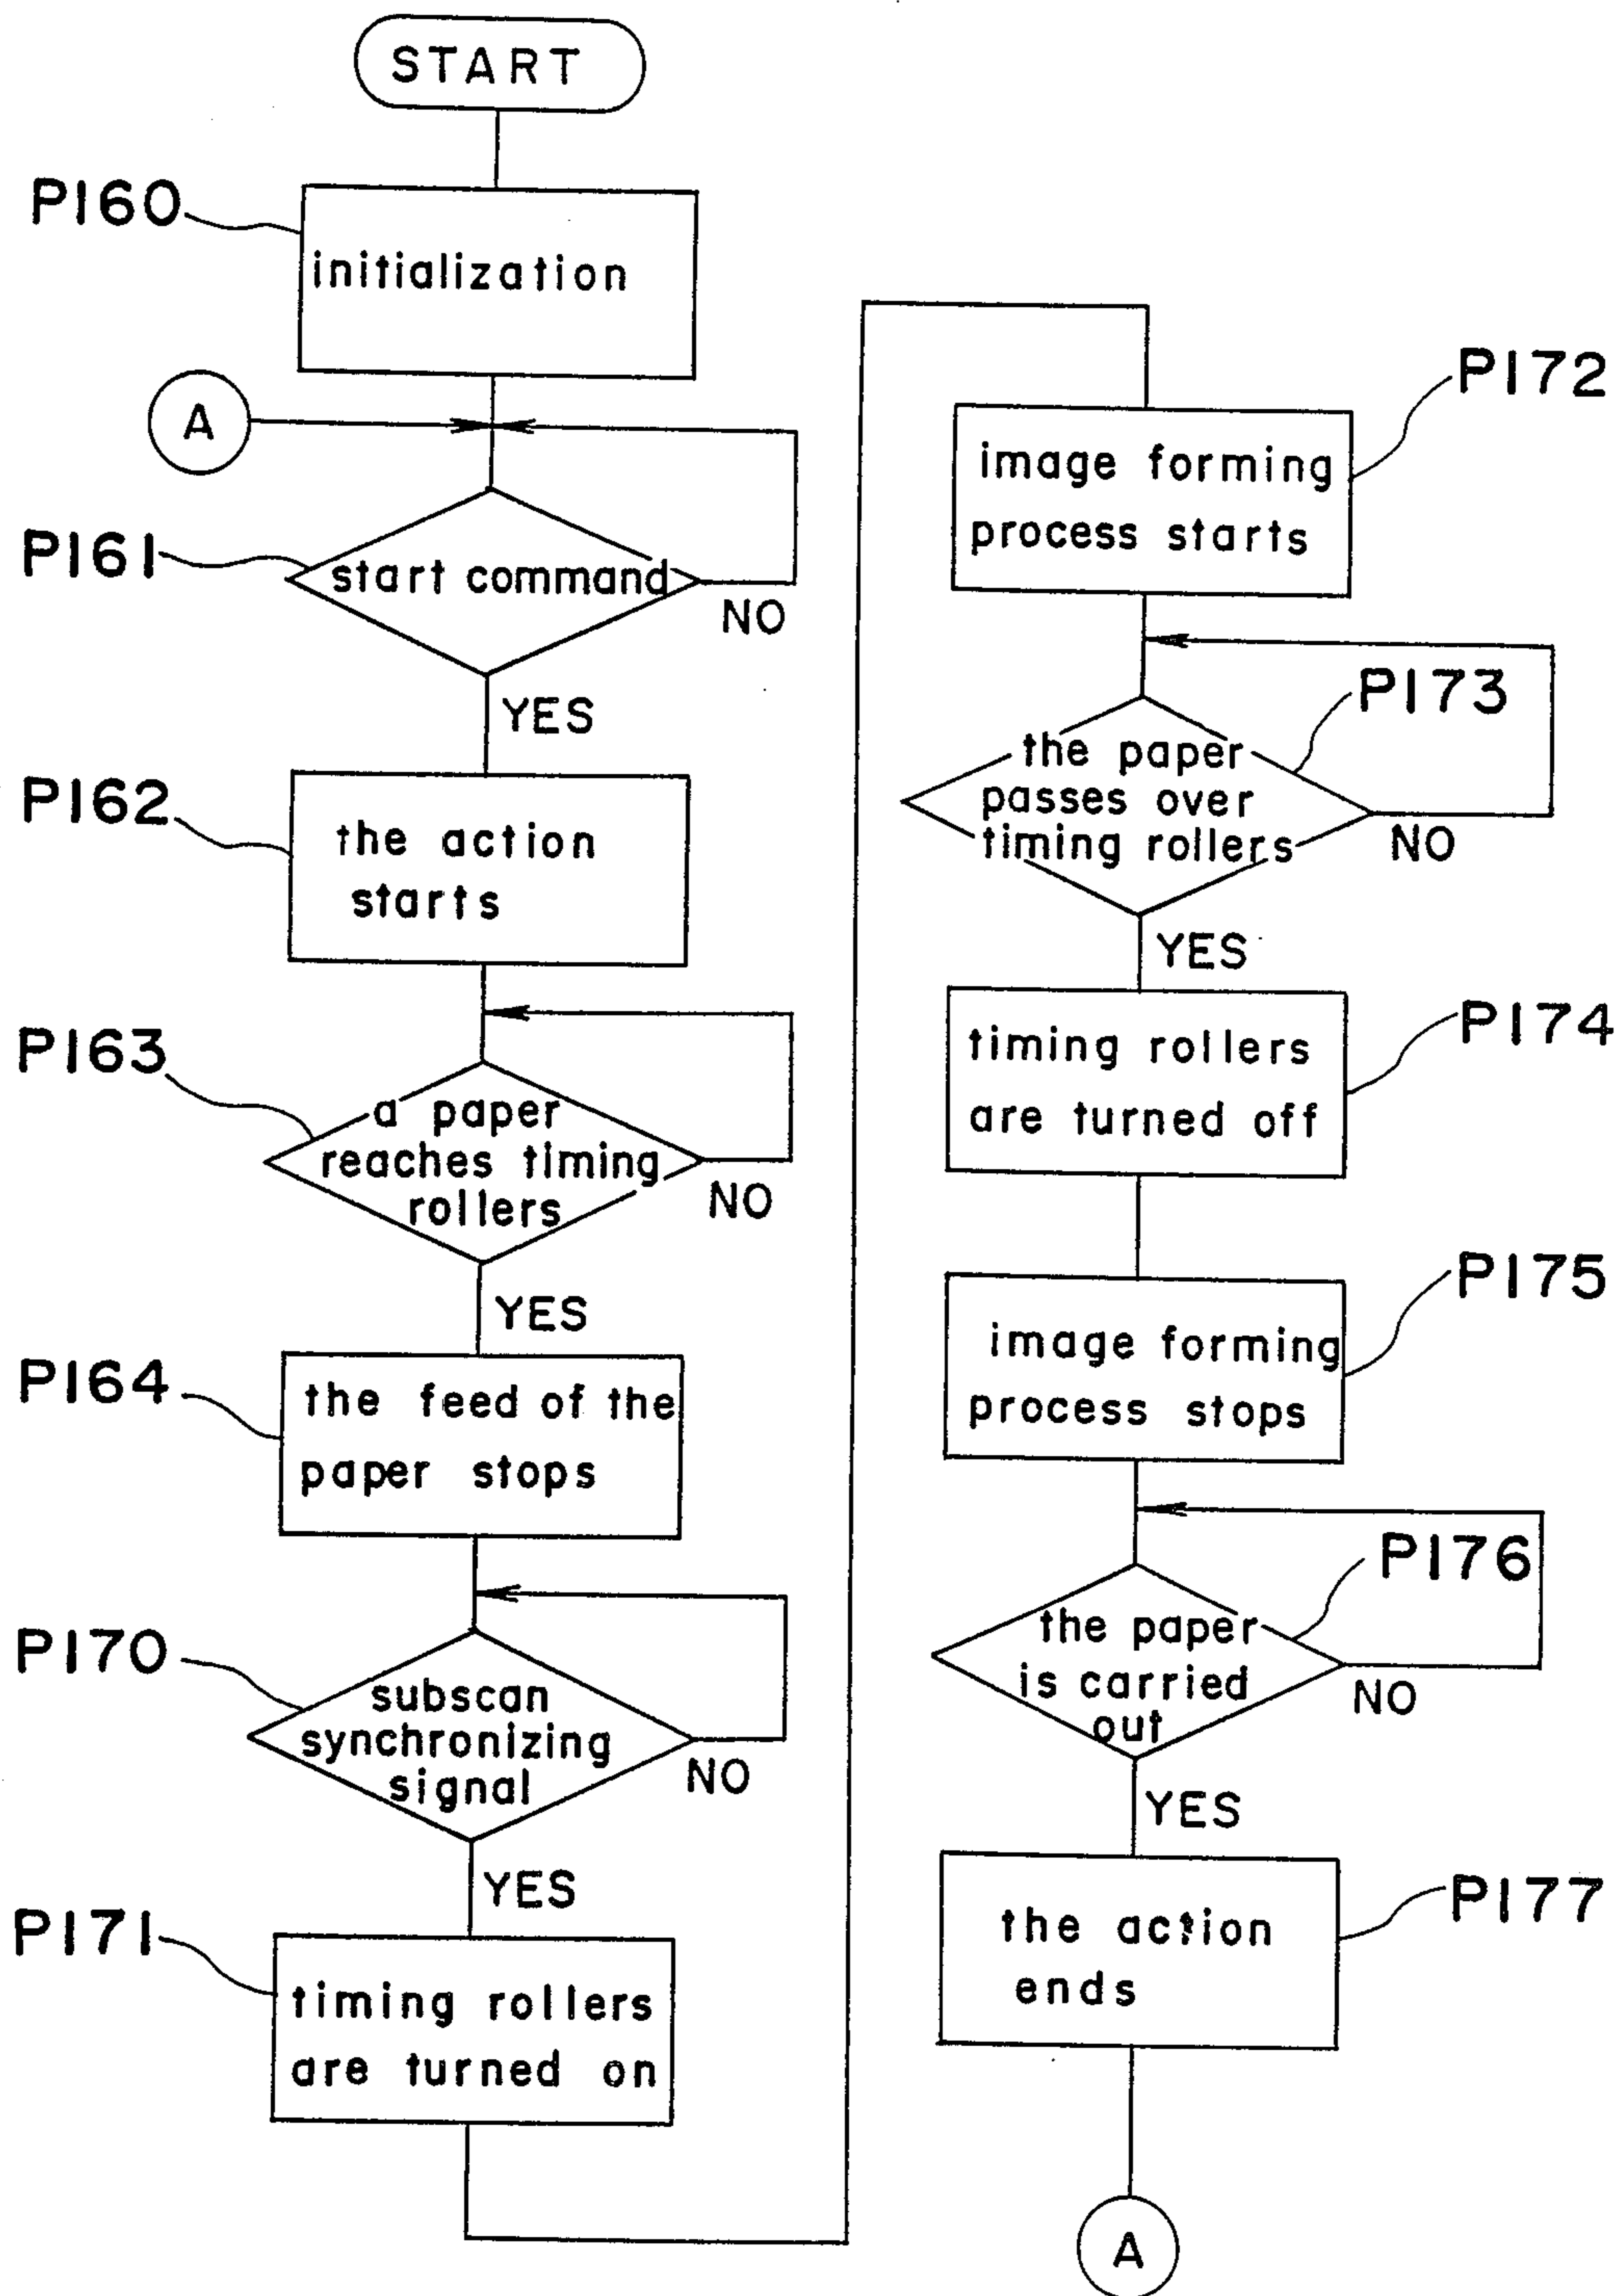 START
P160
initialization
A
P161
start command
NO
YES
P162
the action
starts
P163
a paper
reaches timing
rollers
NO
YES
P164
the feed of the
paper stops
P170
subscan
synchronizing
signal
NO
YES
P171
timing rollers
are turned on
P172
image forming
process starts
P173
the paper
passes over
timing rollers
NO
YES
P174
timing rollers
are turned off
P175
image forming
process stops
P176
the paper
is carried
out
NO
YES
P177
the action
ends
A